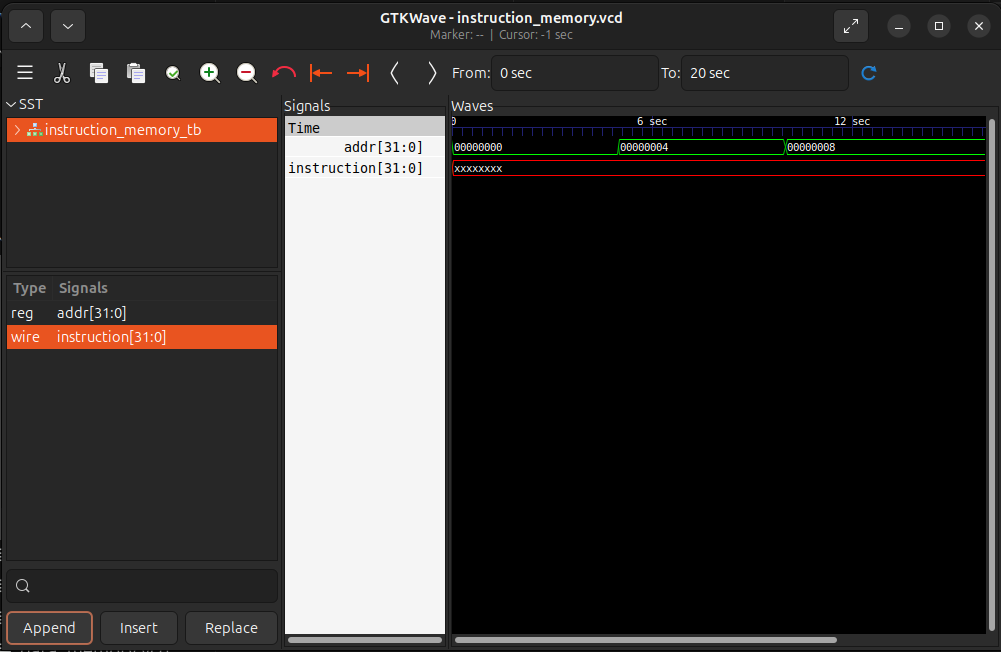 GTKWave - instruction_memory.vcd
Marker: -- | Cursor: -1 sec
From: 0 sec To: 20 sec
SST
instruction_memory_tb
Type Signals
reg addr[31:0]
wire instruction[31:0]
Append Insert Replace
Signals
Time
addr[31:0]
instruction[31:0]
Waves
0 6 sec 12 sec
00000000 00000004 00000008
xxxxxxxx